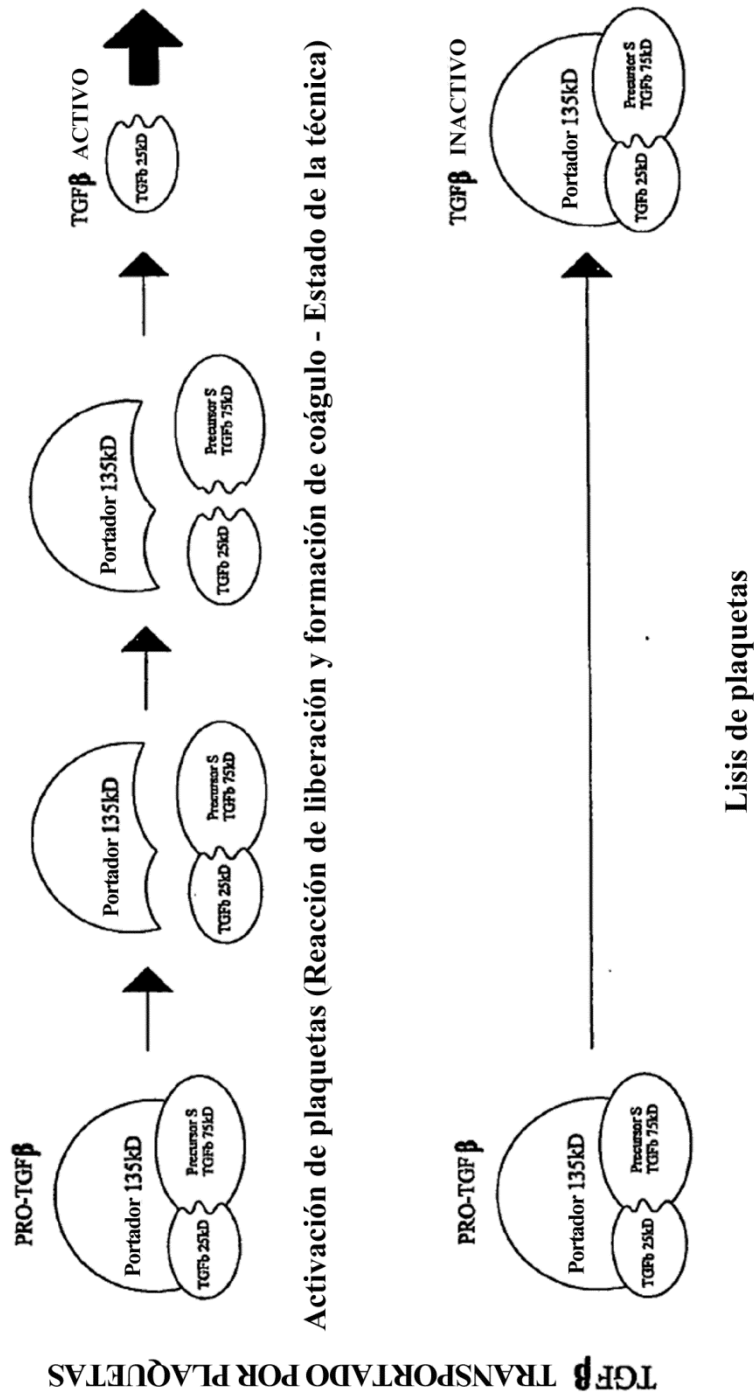 TGFβ TRANSPORTADO POR PLAQUETAS
PRO-TGFβ
Portador 135kD
TGFb 25kD
Precursor S
TGFb 75kD
Portador 135kD
TGFb 25kD
Precursor S
TGFb 75kD
Portador 135kD
TGFb 25kD
Precursor S
TGFb 75kD
TGFβ ACTIVO
TGFb 25kD
Activación de plaquetas (Reacción de liberación y formación de coágulo - Estado de la técnica)
PRO-TGFβ
Portador 135kD
TGFb 25kD
Precursor S
TGFb 75kD
TGFβ INACTIVO
Portador 135kD
TGFb 25kD
Precursor S
TGFb 75kD
Lisis de plaquetas